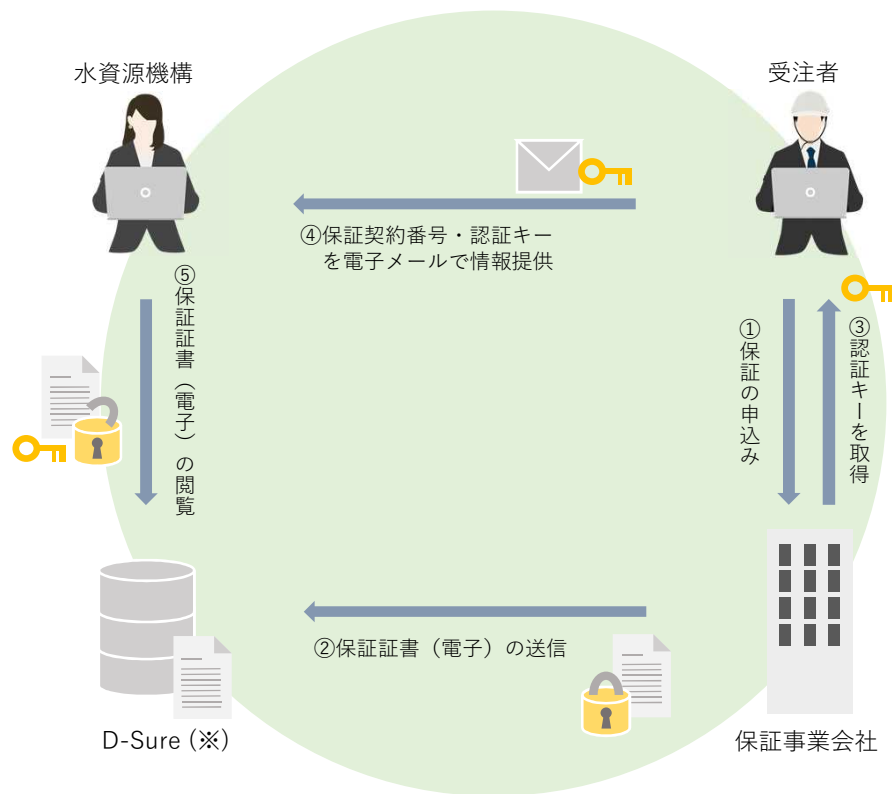 水資源機構
受注者
④保証契約番号・認証キー
を電子メールで情報提供
⑤保証証書（電子）の閲覧
①保証の申込み
③認証キーを取得
②保証証書（電子）の送信
D-Sure (※)
保証事業会社